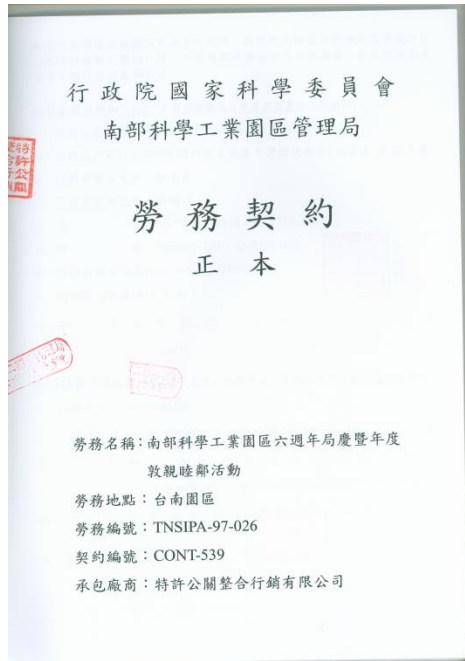 行政院國家科學委員會
南部科學工業園區管理局
勞務契約
正本
勞務名稱：南部科學工業園區六週年局慶暨年度
敦親睦鄰活動
勞務地點：台南園區
勞務編號：TNSIPA-97-026
契約編號：CONT-539
承包廠商：特許公關整合行銷有限公司